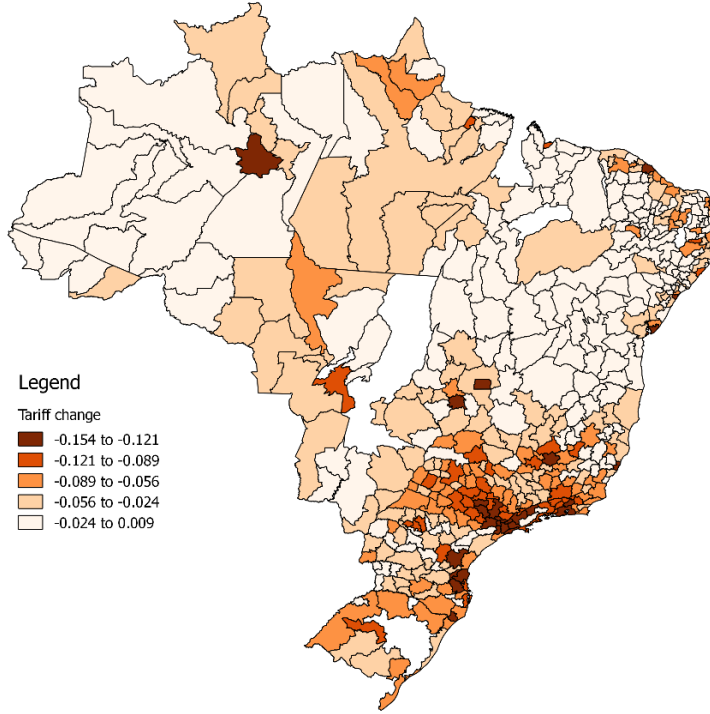 Legend
Tariff change
-0.154 to -0.121
-0.121 to -0.089
-0.089 to -0.056
-0.056 to -0.024
-0.024 to 0.009